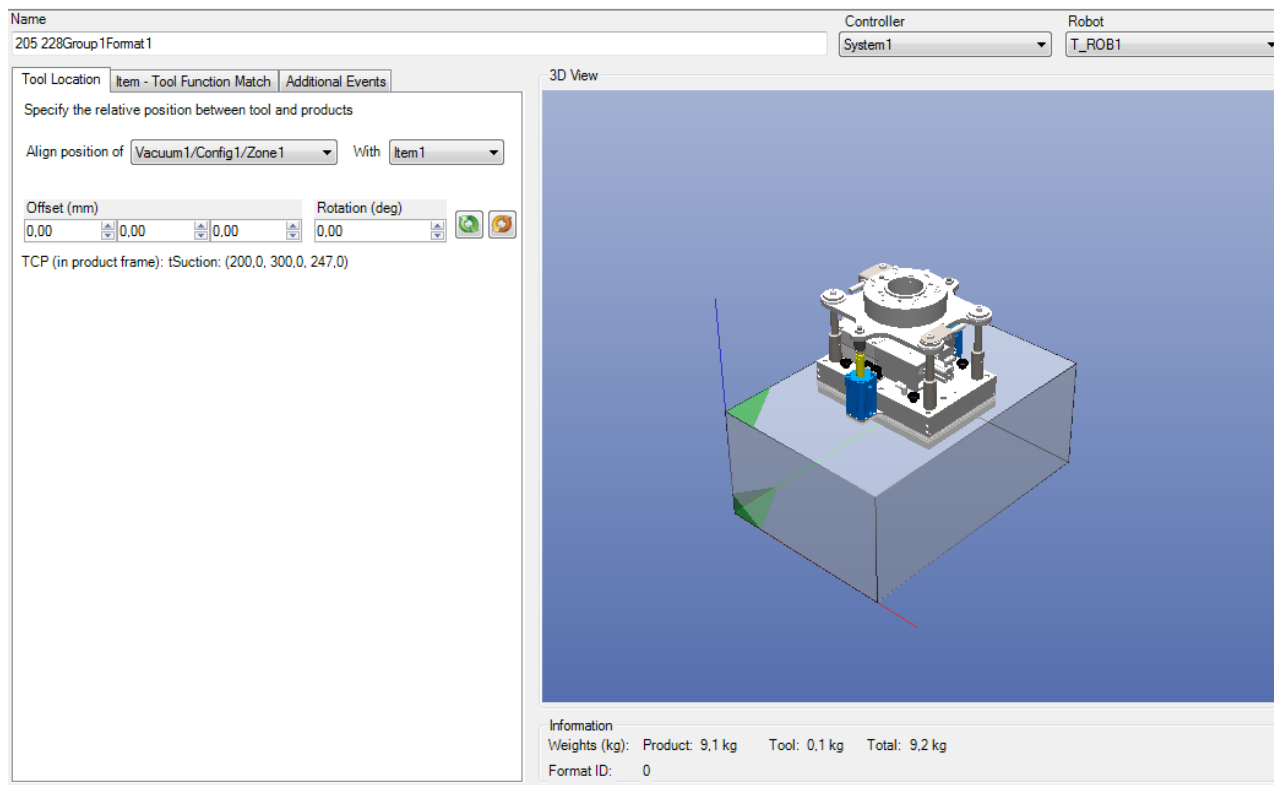 Name
Controller
Robot
205 228Group1Format1
System1
T_ROB1
Tool Location
Item - Tool Function Match
Additional Events
3D View
Specify the relative position between tool and products
Align position of
Vacuum1/Config1/Zone1
With
Item1
Offset (mm)
Rotation (deg)
0,00
0,00
0,00
0,00
TCP (in product frame): tSuction: (200,0, 300,0, 247,0)
Information
Weights (kg): Product: 9,1 kg Tool: 0,1 kg Total: 9,2 kg
Format ID: 0